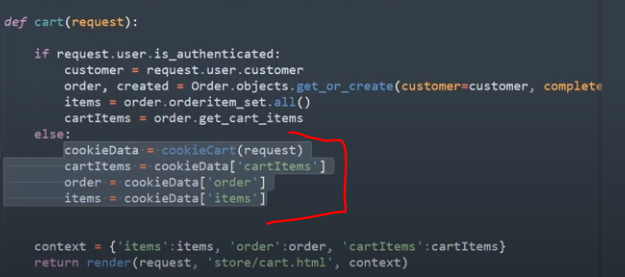 def cart(request):
if request.user.is_authenticated:
customer = request.user.customer
order, created = Order.objects.get_or_create(customer=customer, complete
items = order.orderitem_set.all()
cartItems = order.get_cart_items
else:
cookieData = cookieCart(request)
cartItems = cookieData['cartItems']
order = cookieData['order']
items = cookieData['items']
context = {'items':items, 'order':order, 'cartItems':cartItems}
return render(request, 'store/cart.html', context)